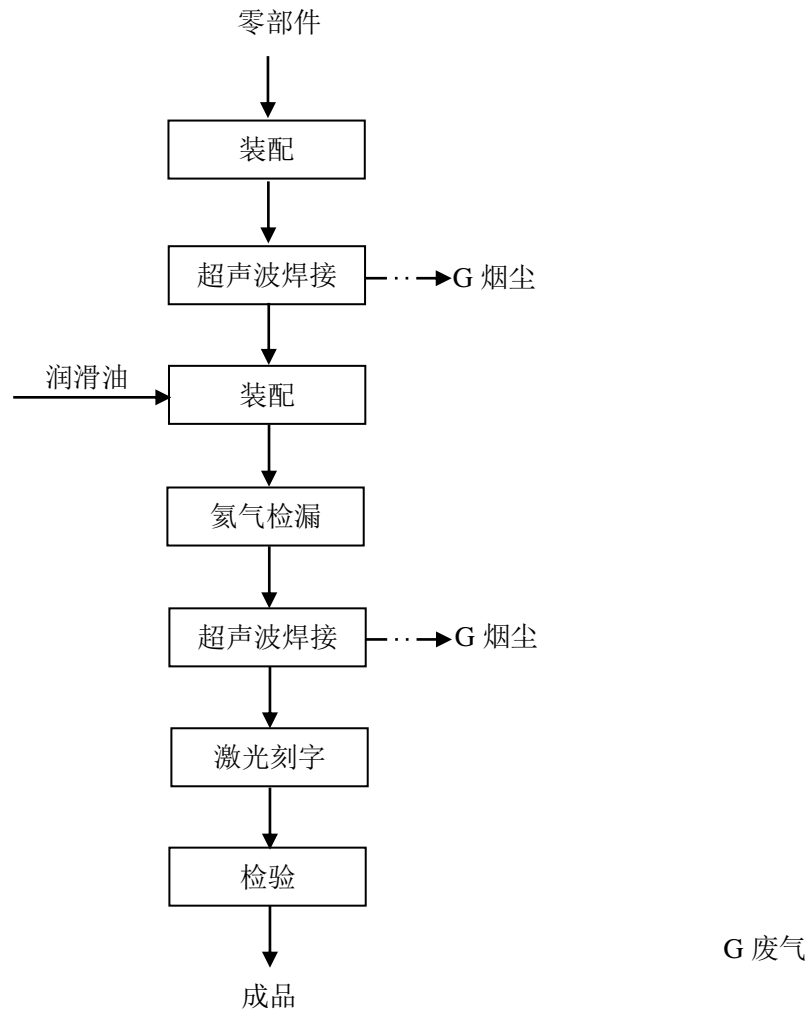 零部件
装配
超声波焊接
G 烟尘
润滑油
装配
氦气检漏
超声波焊接
G 烟尘
激光刻字
检验
G 废气
成品